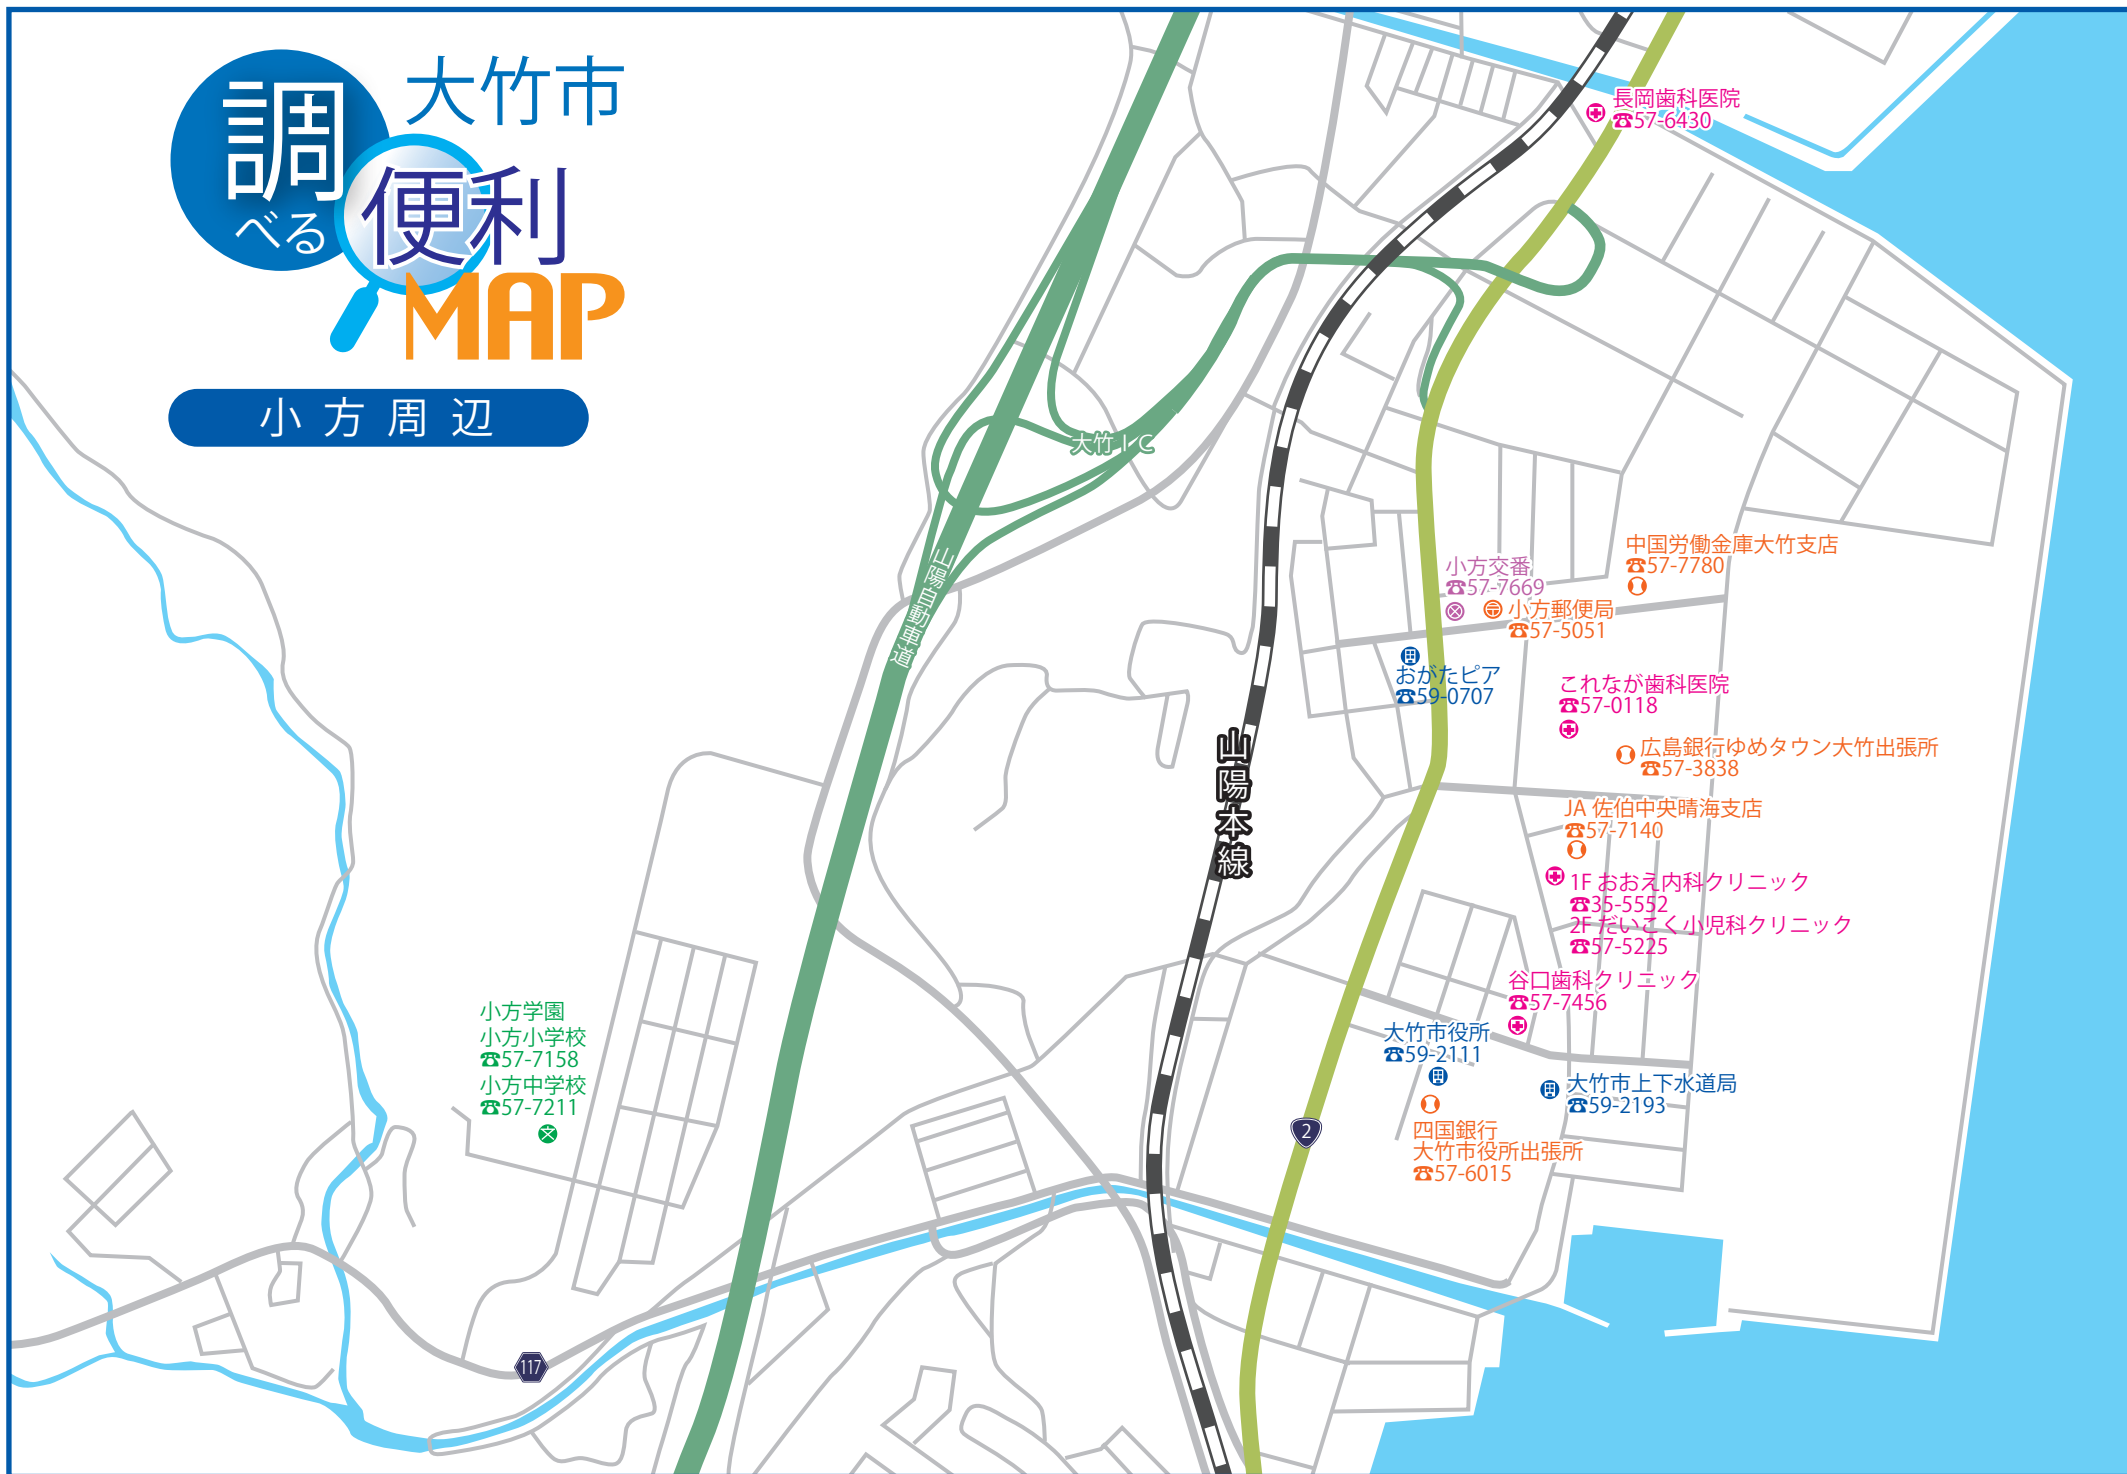 大竹市
調べる
便利
MAP
小方周辺
長岡歯科医院
☎57-6430
大竹IC
山陽自動車道
中国労働金庫大竹支店
☎57-7780
小方交番
☎57-7669
小方郵便局
☎57-5051
おがたピア
☎59-0707
これなが歯科医院
☎57-0118
広島銀行ゆめタウン大竹出張所
☎57-3838
山陽本線
JA 佐伯中央晴海支店
☎57-7140
1F おおえ内科クリニック
☎35-5552
2F だいこく小児科クリニック
☎57-5225
谷口歯科クリニック
☎57-7456
小方学園
小方小学校
☎57-7158
小方中学校
☎57-7211
文
大竹市役所
☎59-2111
大竹市上下水道局
☎59-2193
四国銀行
大竹市役所出張所
☎57-6015
2
117